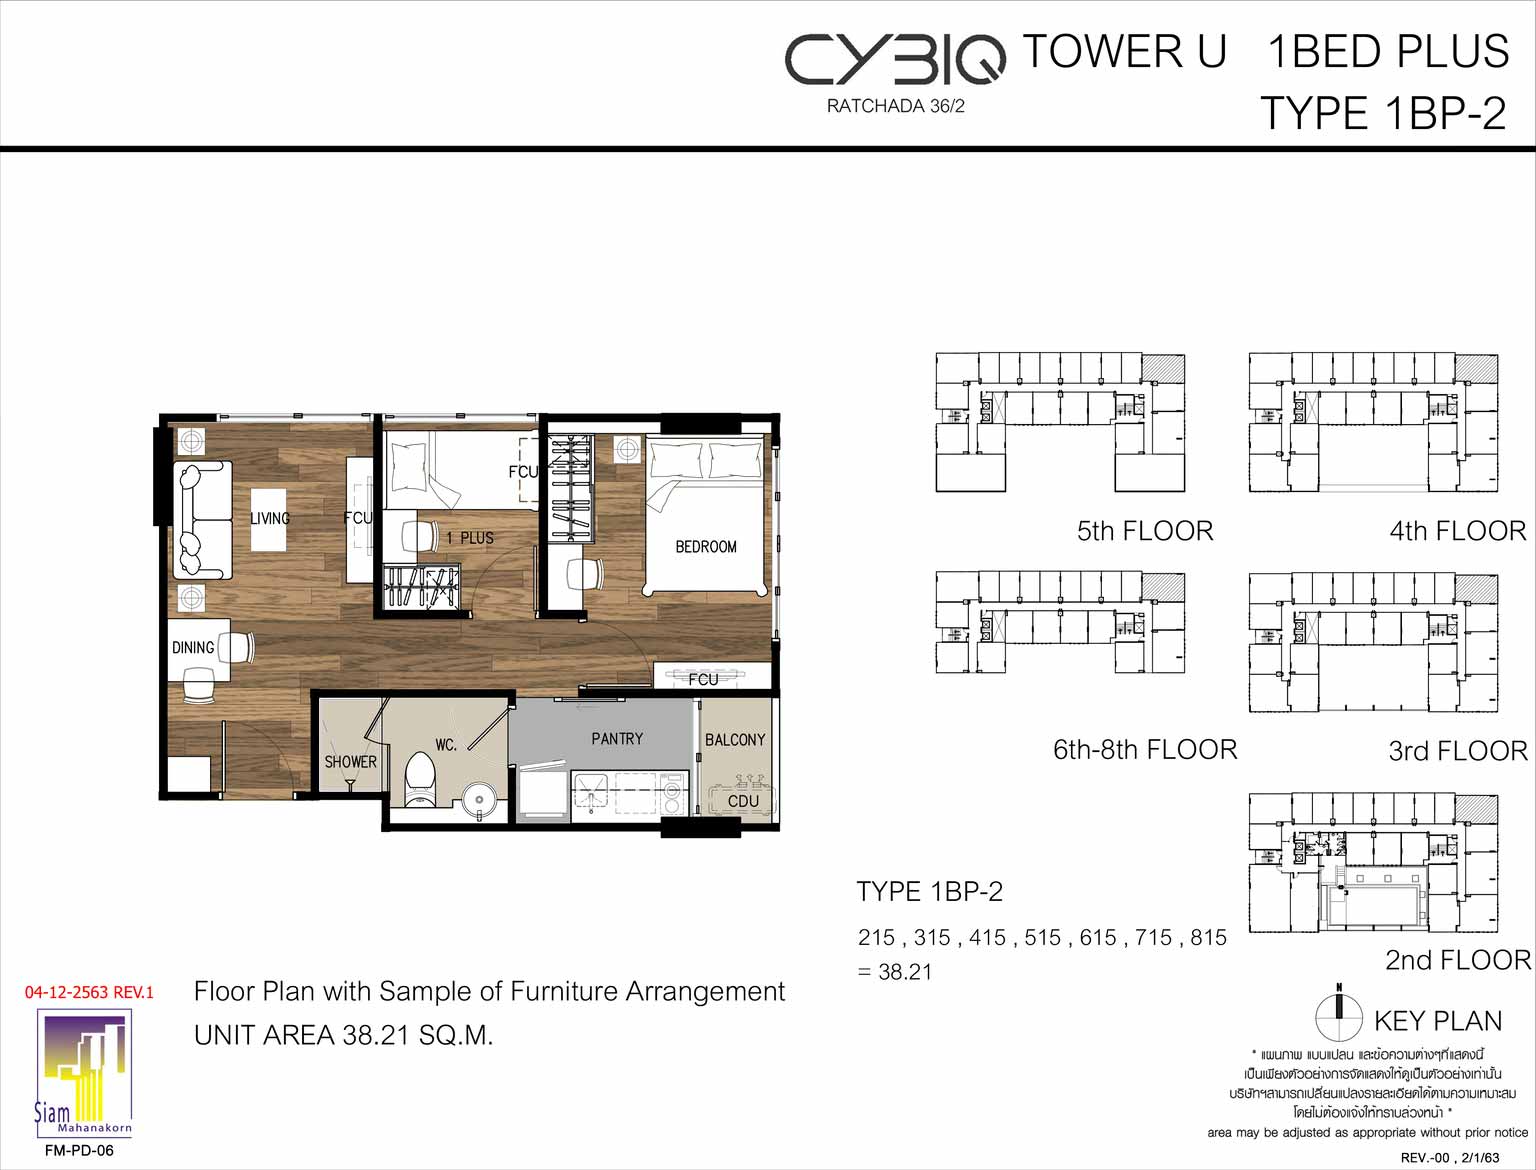 CYBIQ
RATCHADA 36/2
TOWER U 1BED PLUS
TYPE 1BP-2
LIVING
FCU
FCU
1 PLUS
BEDROOM
DINING
FCU
SHOWER
WC.
PANTRY
BALCONY
CDU
5th FLOOR
4th FLOOR
6th-8th FLOOR
3rd FLOOR
2nd FLOOR
TYPE 1BP-2
215 , 315 , 415 , 515 , 615 , 715 , 815
= 38.21
04-12-2563 REV.1
Floor Plan with Sample of Furniture Arrangement
UNIT AREA 38.21 SQ.M.
Siam
Mahanakorn
FM-PD-06
N
KEY PLAN
* แผนภาพ แบบแปลน และข้อความต่างๆที่แสดงนี้
เป็นเพียงตัวอย่างการจัดแสดงให้ดูเป็นตัวอย่างเท่านั้น
บริษัทฯสามารถเปลี่ยนแปลงรายละเอียดได้ตามความเหมาะสม
โดยไม่ต้องแจ้งให้ทราบล่วงหน้า *
area may be adjusted as appropriate without prior notice
REV.-00 , 2/1/63